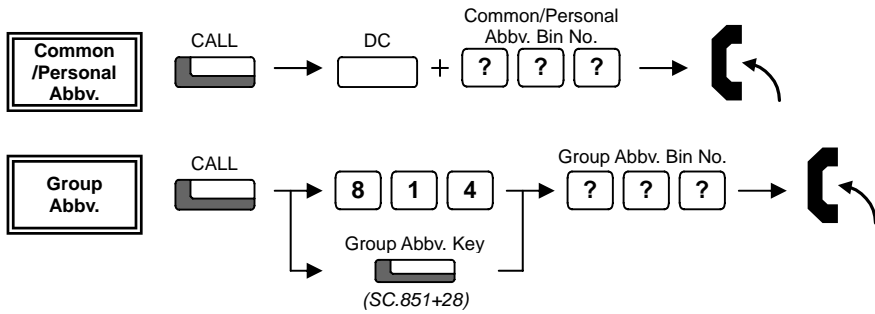 Common
/Personal
Abbv.
CALL
DC
+
Common/Personal
Abbv. Bin No.
? ? ?
Group
Abbv.
CALL
8 1 4
Group Abbv. Key
(SC.851+28)
Group Abbv. Bin No.
? ? ?